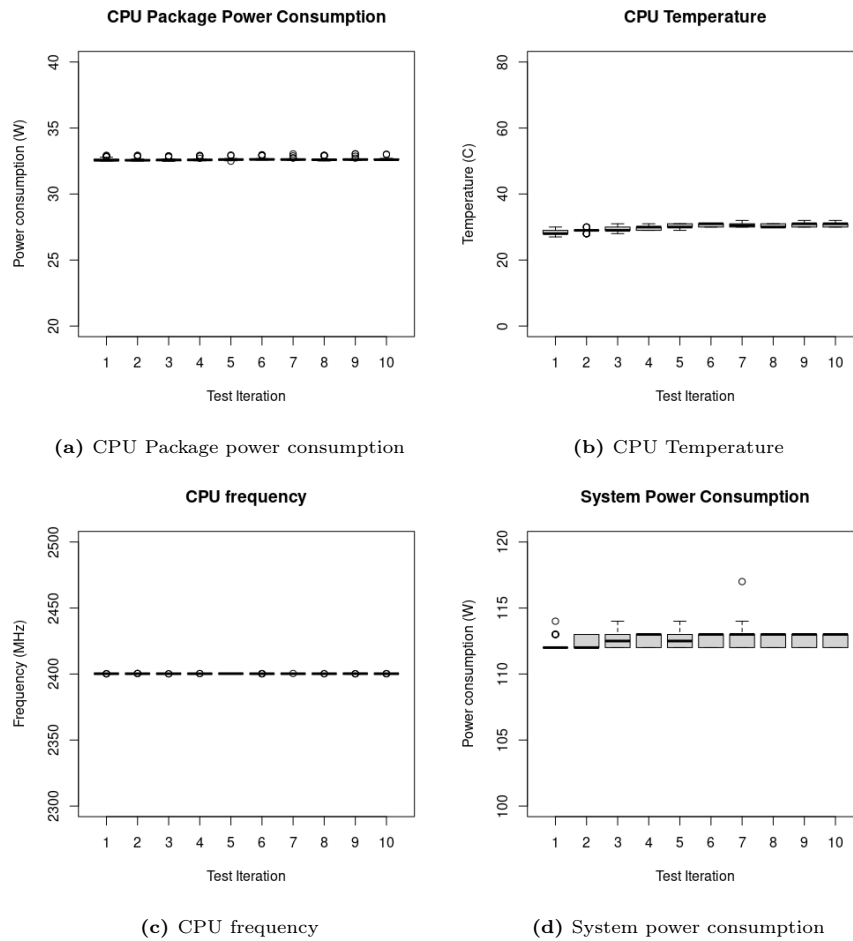 CPU Package Power Consumption
Power consumption (W)
40
35
30
25
20
1 2 3 4 5 6 7 8 9 10
Test Iteration
(a) CPU Package power consumption
CPU Temperature
Temperature (C)
80
60
40
20
0
1 2 3 4 5 6 7 8 9 10
Test Iteration
(b) CPU Temperature
CPU frequency
Frequency (MHz)
2500
2450
2400
2350
2300
1 2 3 4 5 6 7 8 9 10
Test Iteration
(c) CPU frequency
System Power Consumption
Power consumption (W)
120
115
110
105
100
1 2 3 4 5 6 7 8 9 10
Test Iteration
(d) System power consumption